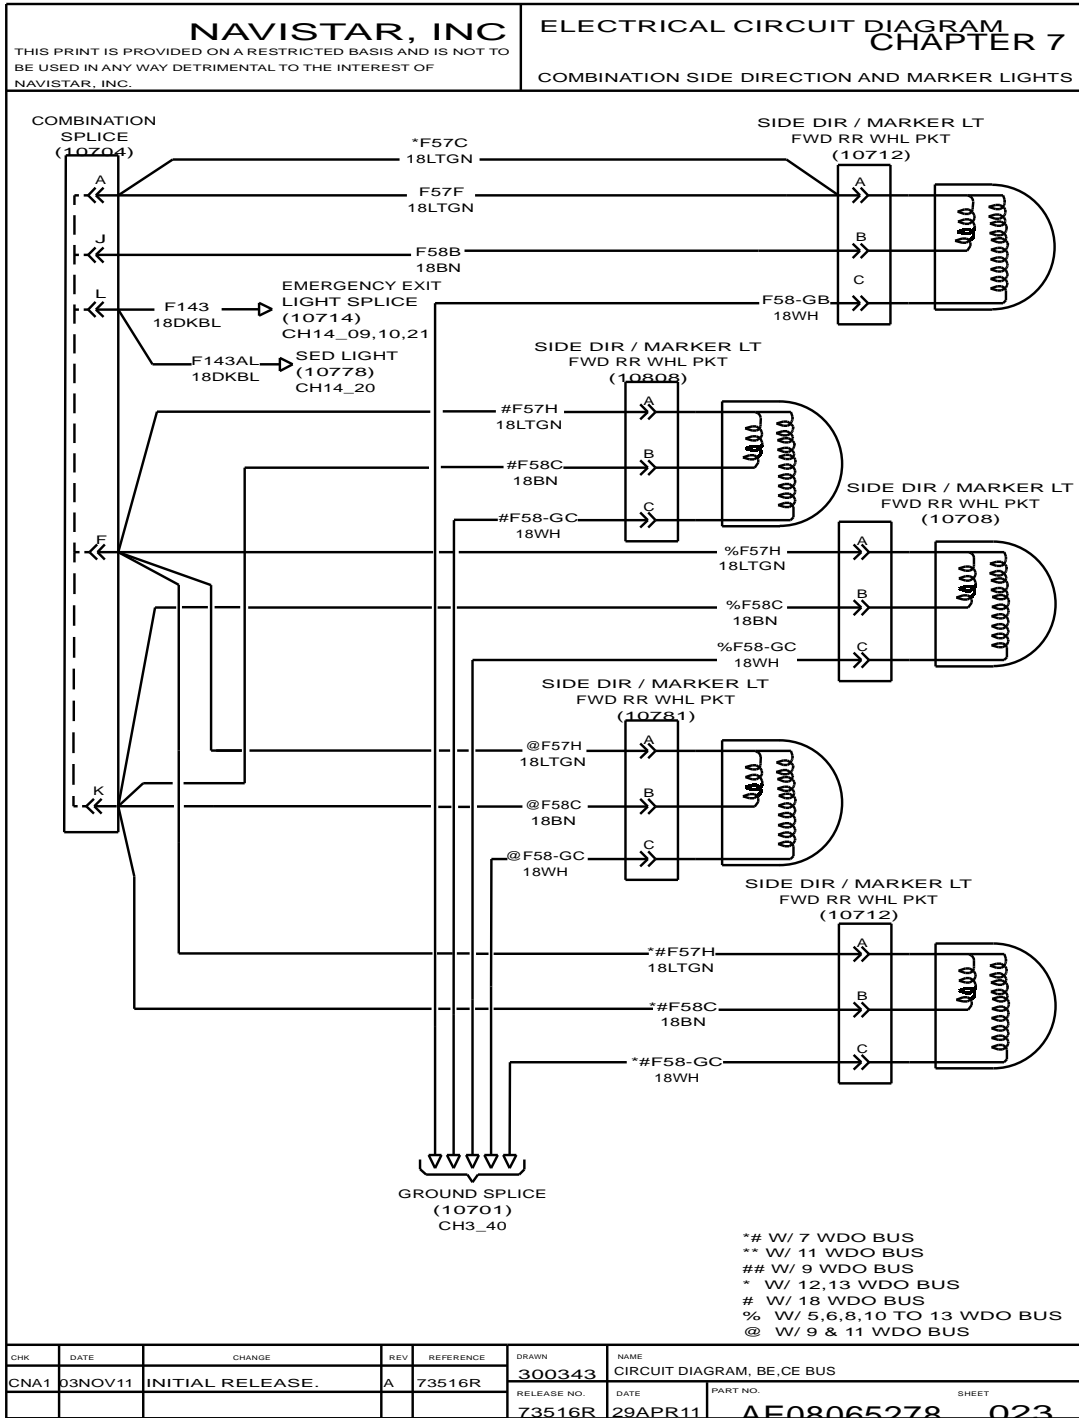 NAVISTAR, INC
THIS PRINT IS PROVIDED ON A RESTRICTED BASIS AND IS NOT TO
BE USED IN ANY WAY DETRIMENTAL TO THE INTEREST OF
NAVISTAR, INC.
ELECTRICAL CIRCUIT DIAGRAM
CHAPTER 7
COMBINATION SIDE DIRECTION AND MARKER LIGHTS
COMBINATION
SPLICE
(10704)
*F57C
18LTGN
SIDE DIR / MARKER LT
FWD RR WHL PKT
(10712)
A
F57F
18LTGN
A
J
F58B
18BN
B
L
F143
18DKBL
EMERGENCY EXIT
LIGHT SPLICE
(10714)
CH14_09,10,21
F58-GB
18WH
C
F143AL
18DKBL
SED LIGHT
(10778)
CH14_20
SIDE DIR / MARKER LT
FWD RR WHL PKT
(10808)
#F57H
18LTGN
A
#F58C
18BN
B
#F58-GC
18WH
C
SIDE DIR / MARKER LT
FWD RR WHL PKT
(10708)
F
%F57H
18LTGN
A
%F58C
18BN
B
%F58-GC
18WH
C
SIDE DIR / MARKER LT
FWD RR WHL PKT
(10781)
@F57H
18LTGN
A
K
@F58C
18BN
B
@F58-GC
18WH
C
SIDE DIR / MARKER LT
FWD RR WHL PKT
(10712)
*#F57H
18LTGN
A
*#F58C
18BN
B
*#F58-GC
18WH
C
GROUND SPLICE
(10701)
CH3_40
*# W/ 7 WDO BUS
** W/ 11 WDO BUS
## W/ 9 WDO BUS
* W/ 12,13 WDO BUS
# W/ 18 WDO BUS
% W/ 5,6,8,10 TO 13 WDO BUS
@ W/ 9 & 11 WDO BUS
CHK DATE CHANGE REV REFERENCE
CNA1 03NOV11 INITIAL RELEASE. A 73516R
DRAWN
300343
NAME
CIRCUIT DIAGRAM, BE,CE BUS
RELEASE NO.
73516R
DATE
29APR11
PART NO.
AE08065278
SHEET
023